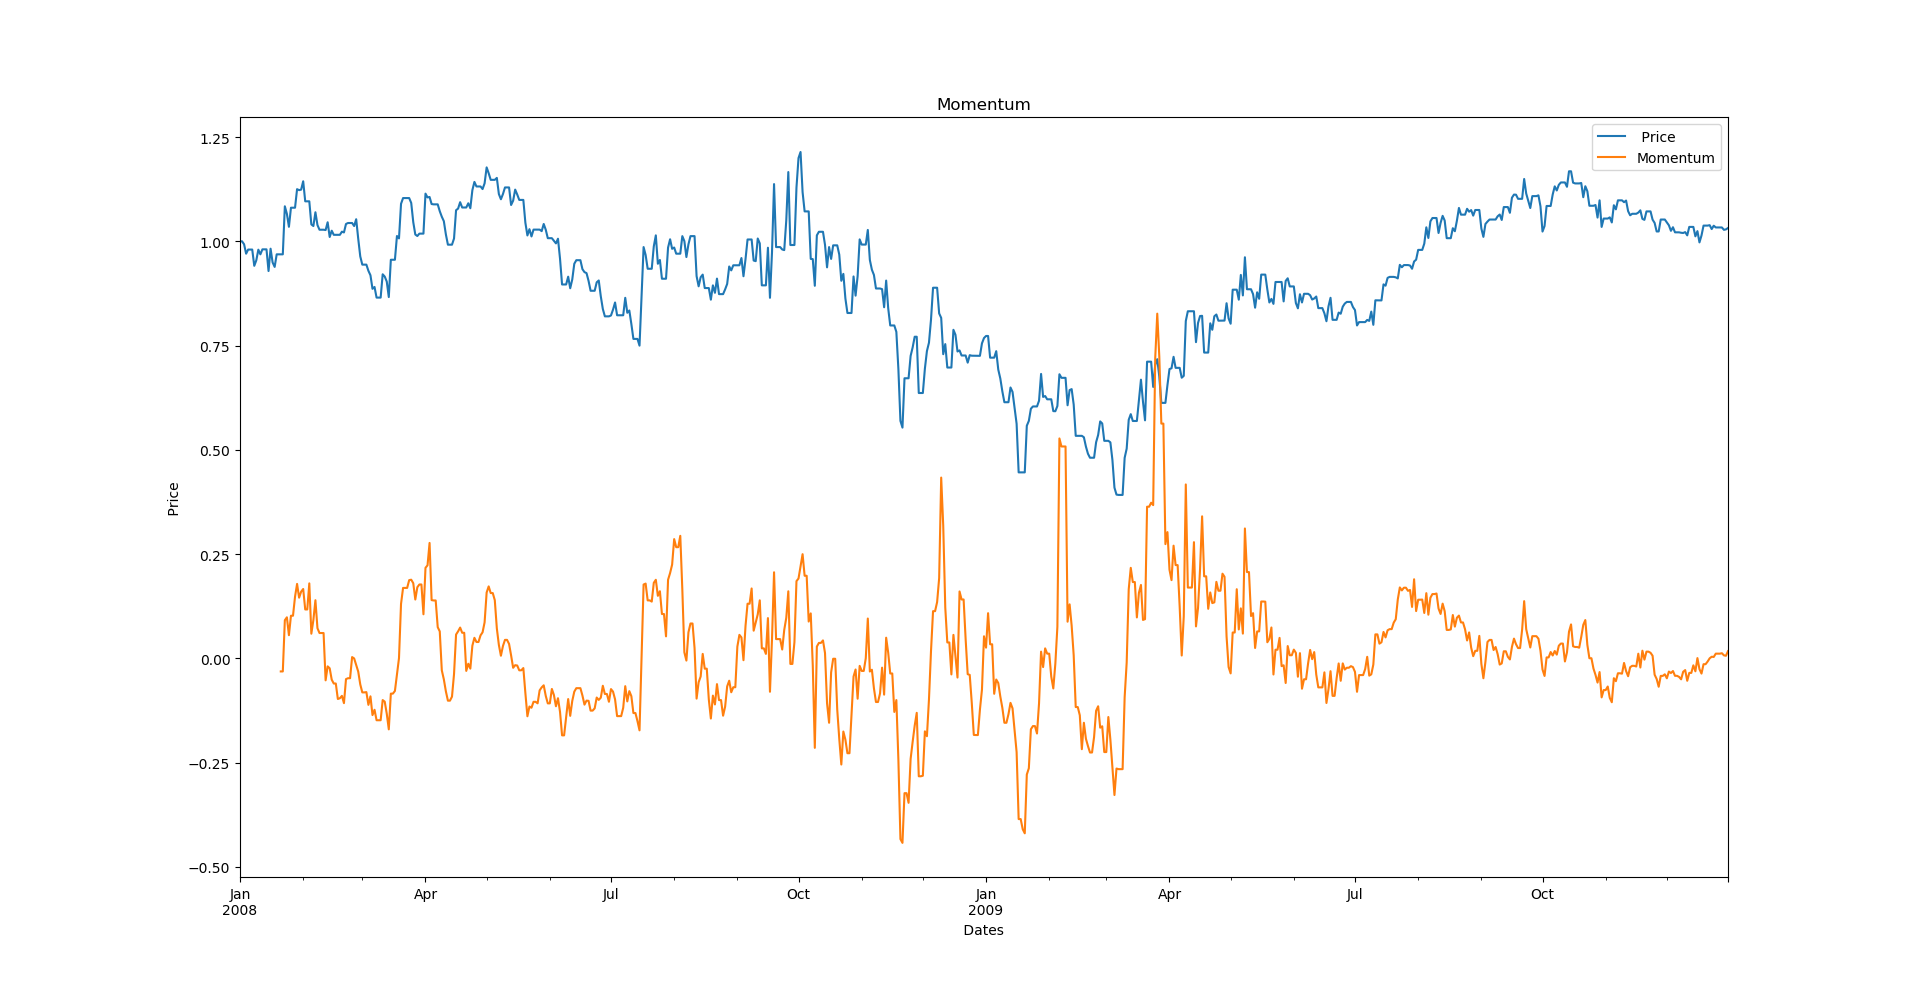 Momentum
Price
Momentum
1.25
1.00
0.75
0.50
0.25
0.00
−0.25
−0.50
Price
Jan
2008
Apr
Jul
Oct
Jan
2009
Apr
Jul
Oct
Dates